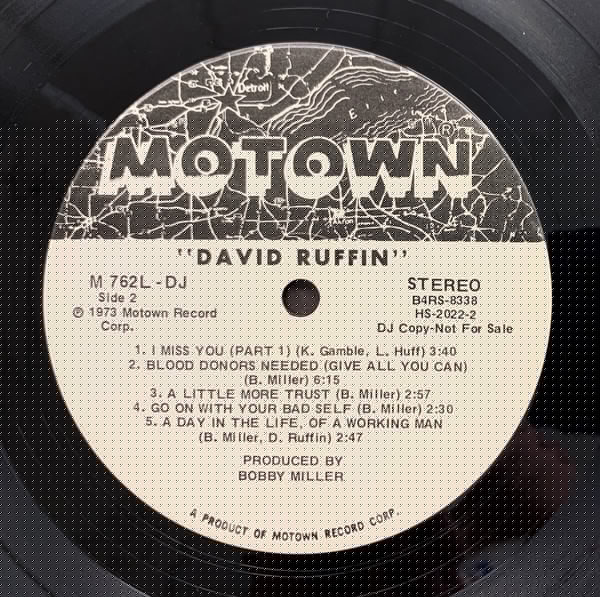 Detroit
E
MOTOWN®
Akron
"DAVID RUFFIN"
M 762L - DJ
Side 2
℗ 1973 Motown Record
Corp.
STEREO
B4RS-8338
HS-2022-2
DJ Copy-Not For Sale
1. I MISS YOU (PART 1) (K. Gamble, L. Huff) 3:40
2. BLOOD DONORS NEEDED (GIVE ALL YOU CAN)
(B. Miller) 6:15
3. A LITTLE MORE TRUST (B. Miller) 2:57
4. GO ON WITH YOUR BAD SELF (B. Miller) 2:30
5. A DAY IN THE LIFE, OF A WORKING MAN
(B. Miller, D. Ruffin) 2:47
PRODUCED BY
BOBBY MILLER
A PRODUCT OF MOTOWN RECORD CORP.